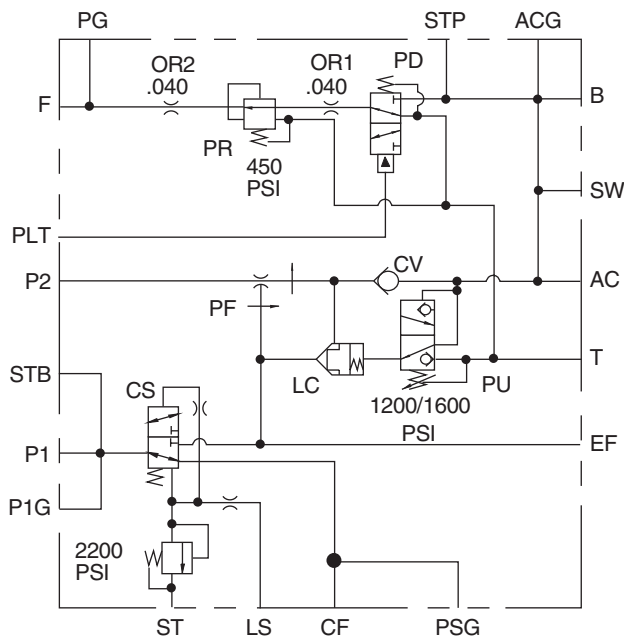 PG STP ACG
OR2 .040
OR1 .040
PD
F
B
PR
450 PSI
SW
PLT
P2
CV
AC
PF
STB
LC
PU
T
CS
1200/1600 PSI
P1
EF
P1G
2200 PSI
ST LS CF PSG